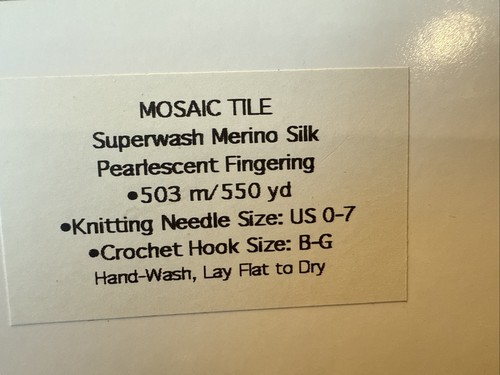 MOSAIC TILE
Superwash Merino Silk
Pearlescent Fingering
•503 m/550 yd
•Knitting Needle Size: US 0-7
•Crochet Hook Size: B-G
Hand-Wash, Lay Flat to Dry